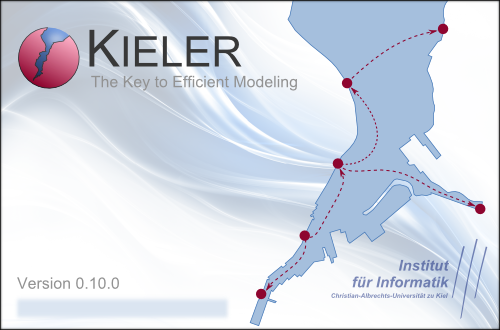 KIELER
The Key to Efficient Modeling
Version 0.10.0
Institut
für Informatik
Christian-Albrechts-Universität zu Kiel